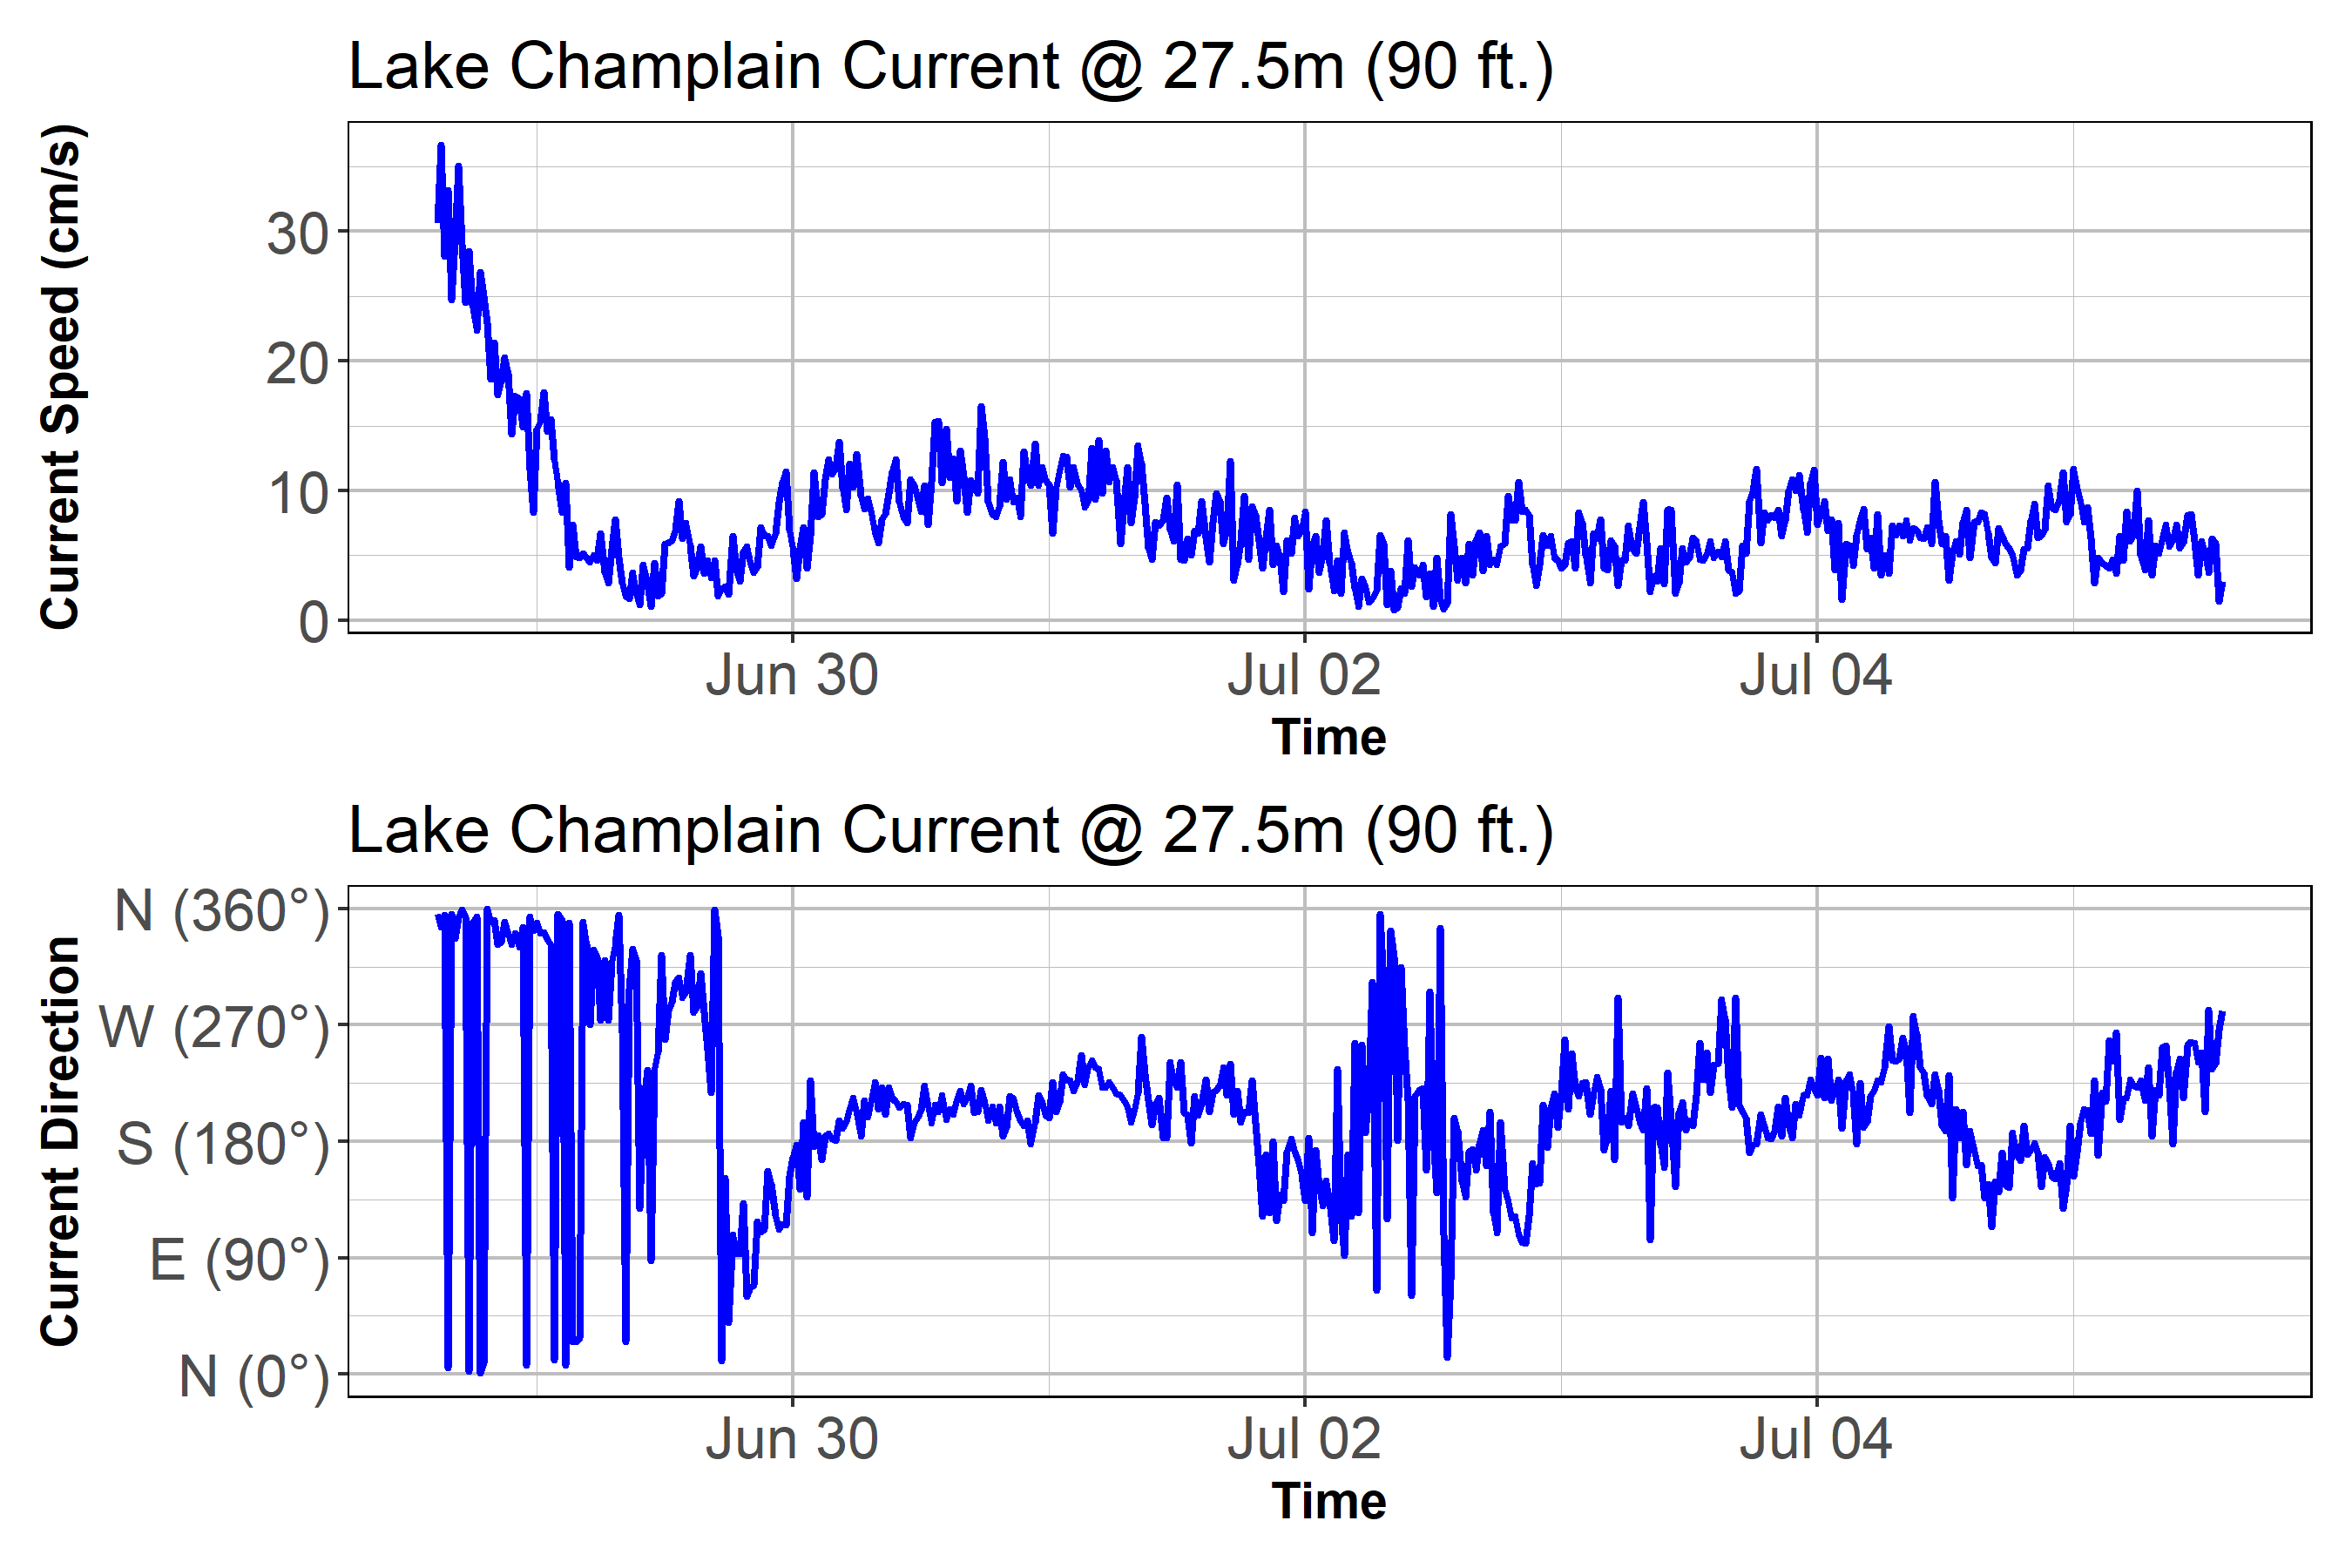 Lake Champlain Current @ 27.5m (90 ft.)
Current Speed (cm/s)
30
20
10
0
Jun 30 Jul 02 Jul 04
Time
Lake Champlain Current @ 27.5m (90 ft.)
Current Direction
N (360°)
W (270°)
S (180°)
E (90°)
N (0°)
Jun 30 Jul 02 Jul 04
Time